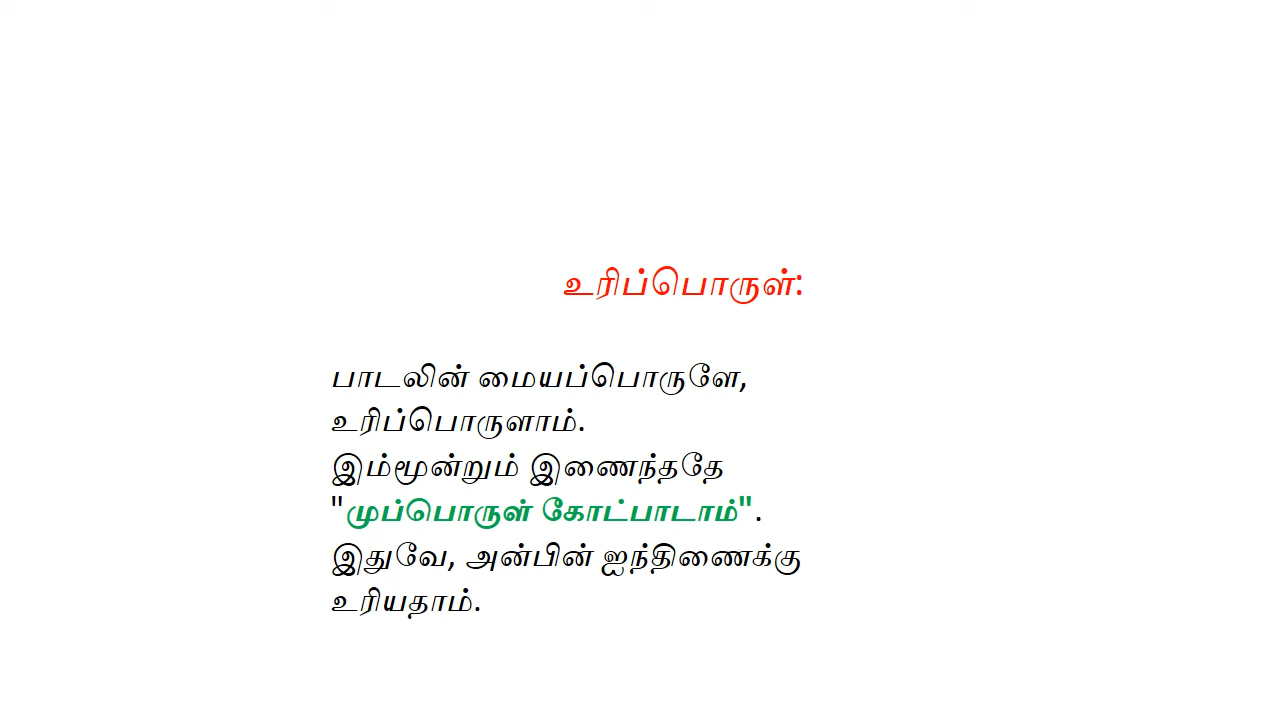 உரிப்பொருள்:
பாடலின் மையப்பொருளே,
உரிப்பொருளாம்.
இம்மூன்றும் இணைந்ததே
"முப்பொருள் கோட்பாடாம்".
இதுவே, அன்பின் ஐந்திணைக்கு
உரியதாம்.